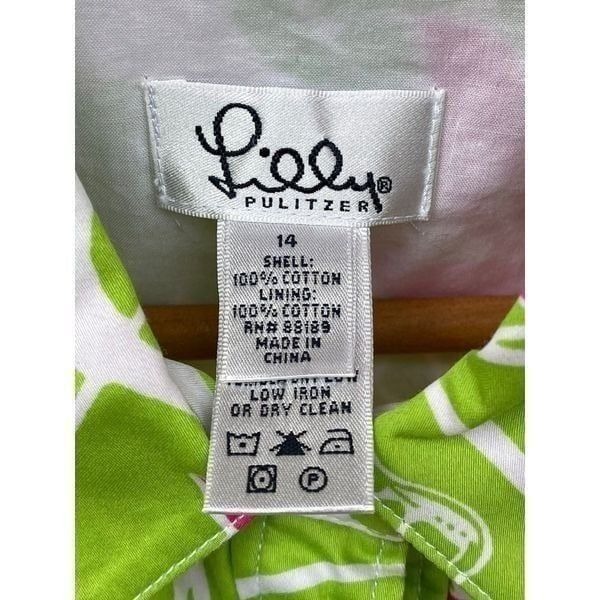 Lilly®
PULITZER
14
SHELL:
100% COTTON
LINING:
100% COTTON
RN# 88189
MADE IN
CHINA
LOW IRON
OR DRY CLEAN
P